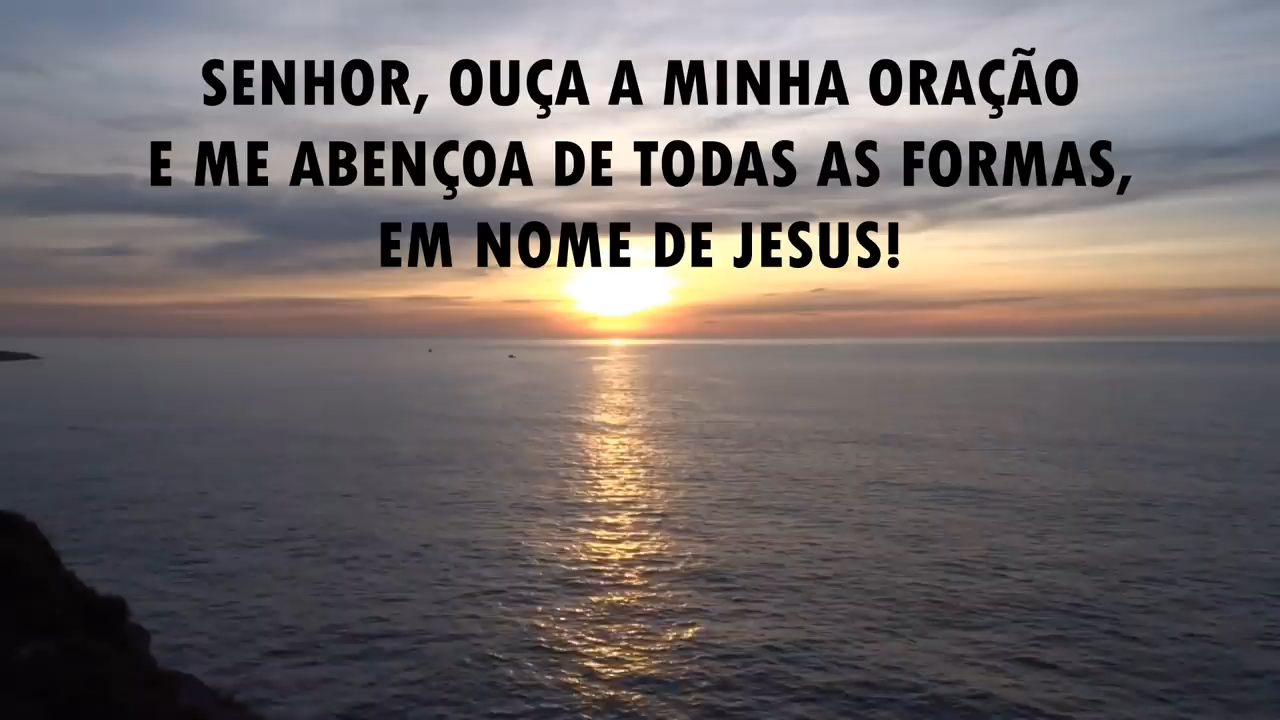 SENHOR, OUÇA A MINHA ORAÇÃO
E ME ABENÇOA DE TODAS AS FORMAS,
EM NOME DE JESUS!